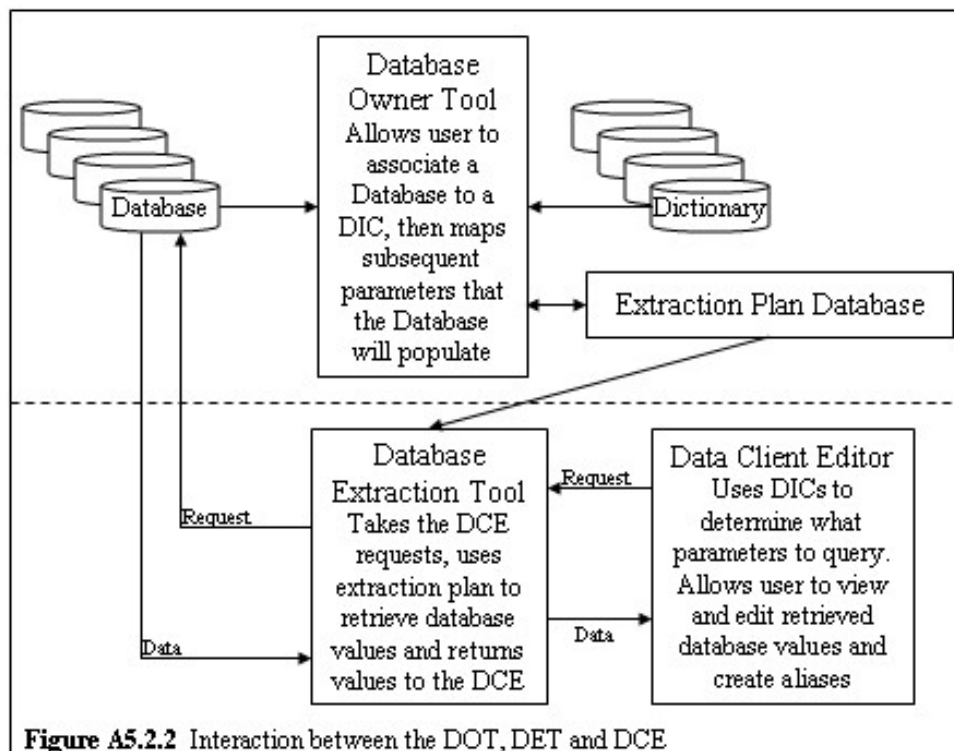 Database
Owner Tool
Allows user to
associate a
Database to a
DIC, then maps
subsequent
parameters that
the Database
will populate
Database
Dictionary
Extraction Plan Database
Database
Extraction Tool
Takes the DCE
requests, uses
extraction plan to
retrieve database
values and returns
values to the DCE
Data Client Editor
Uses DICs to
determine what
parameters to query.
Allows user to view
and edit retrieved
database values and
create aliases
Request
Request
Data
Data
Figure A5.2.2 Interaction between the DOT, DET and DCE